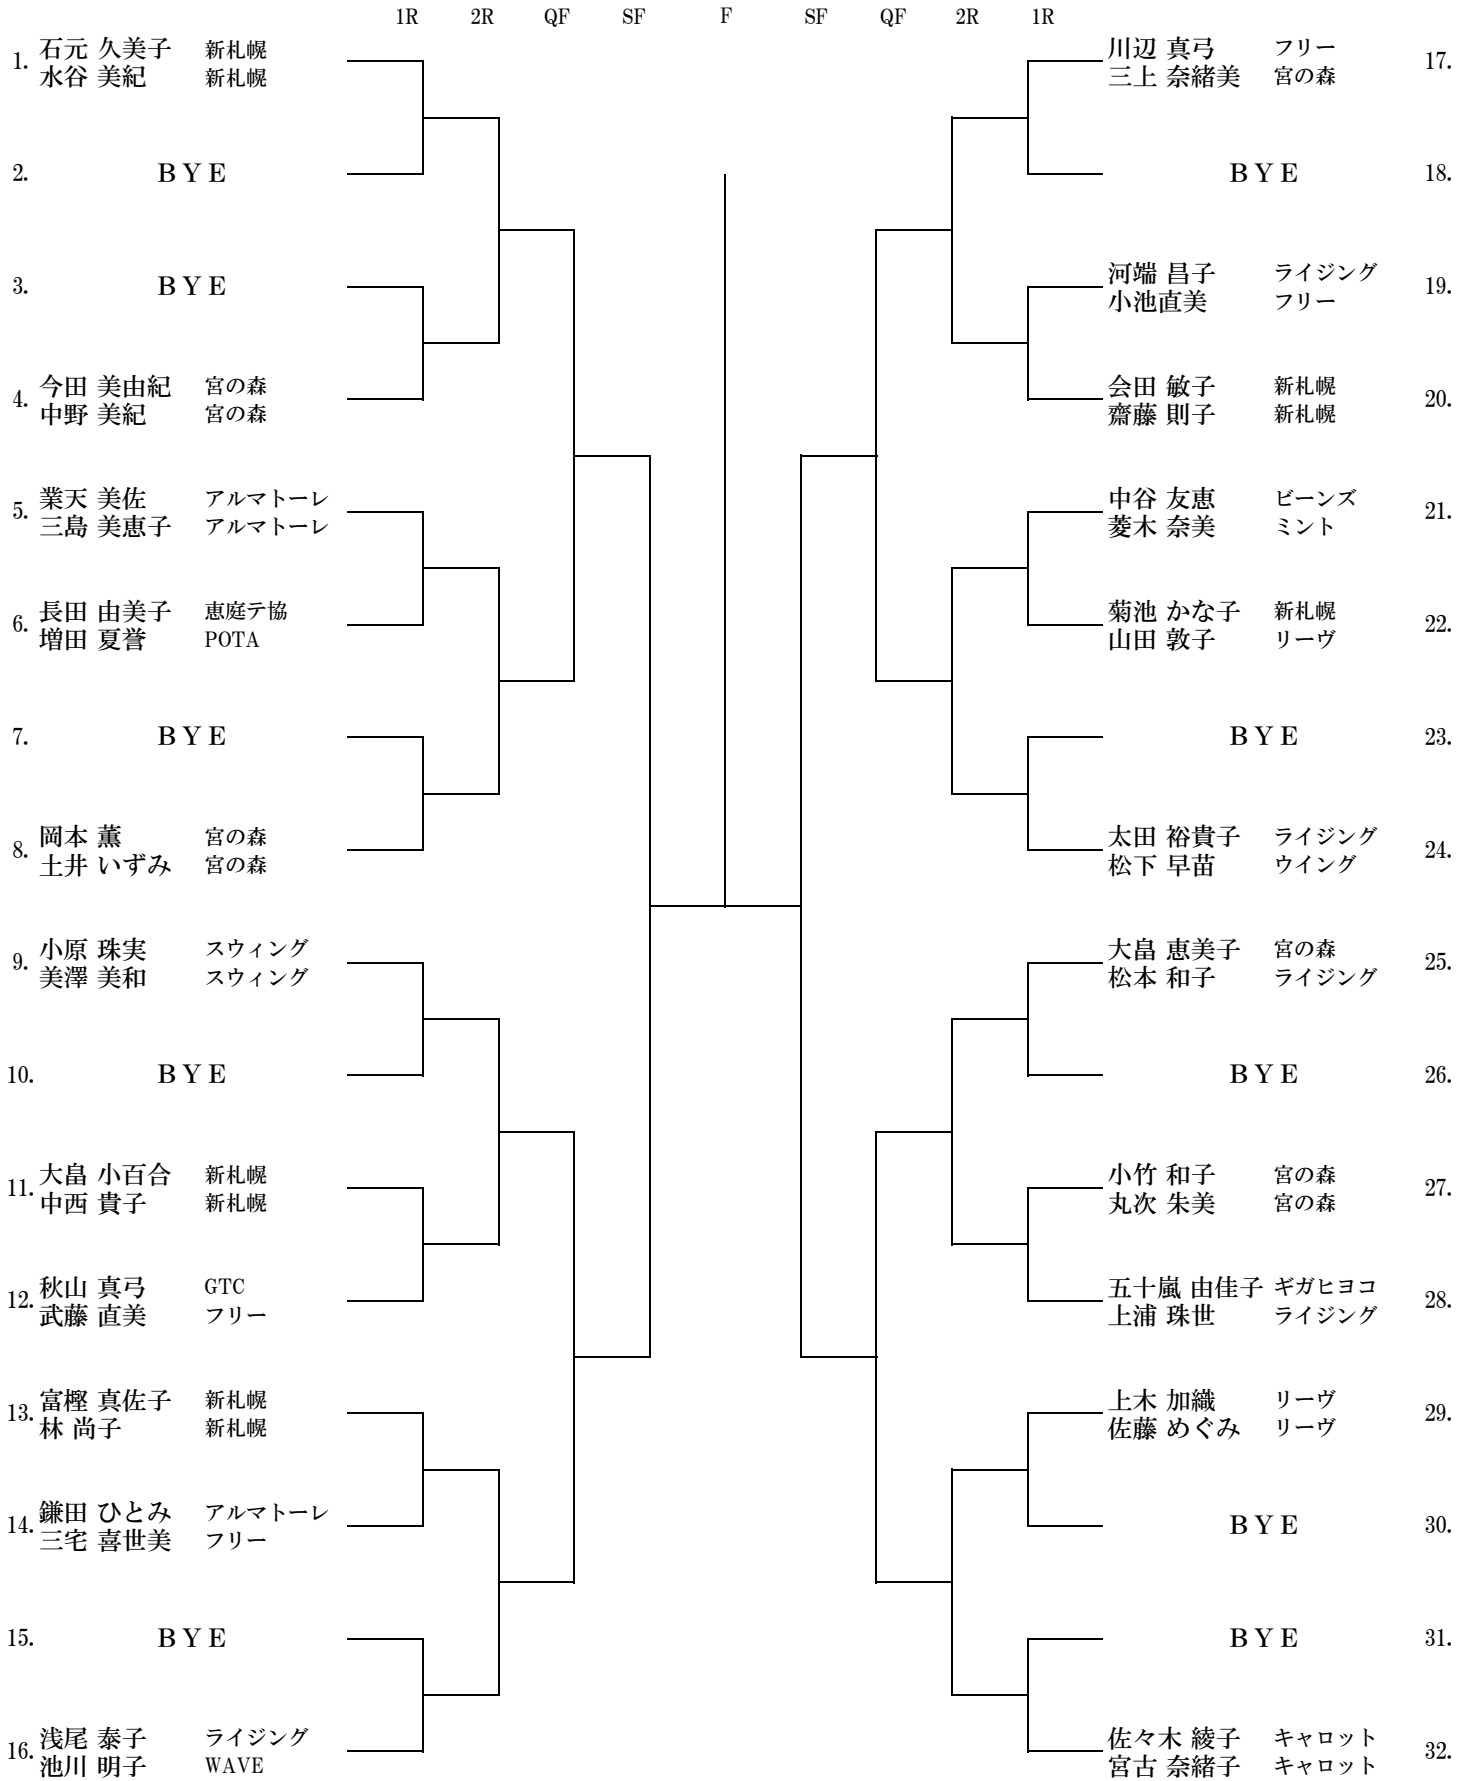 1R 2R QF SF F SF QF 2R 1R
1. 石元 久美子 新札幌
水谷 美紀 新札幌
2. BYE
3. BYE
4. 今田 美由紀 宮の森
中野 美紀 宮の森
5. 業天 美佐 アルマトーレ
三島 美恵子 アルマトーレ
6. 長田 由美子 恵庭テ協
増田 夏誉 POTA
7. BYE
8. 岡本 薫 宮の森
土井 いずみ 宮の森
9. 小原 珠実 スウィング
美澤 美和 スウィング
10. BYE
11. 大畠 小百合 新札幌
中西 貴子 新札幌
12. 秋山 真弓 GTC
武藤 直美 フリー
13. 富樫 真佐子 新札幌
林 尚子 新札幌
14. 鎌田 ひとみ アルマトーレ
三宅 喜世美 フリー
15. BYE
16. 浅尾 泰子 ライジング
池川 明子 WAVE
川辺 真弓 フリー 17.
三上 奈緒美 宮の森
BYE 18.
河端 昌子 ライジング 19.
小池直美 フリー
会田 敏子 新札幌 20.
齋藤 則子 新札幌
中谷 友恵 ビーンズ 21.
菱木 奈美 ミント
菊池 かな子 新札幌 22.
山田 敦子 リーヴ
BYE 23.
太田 裕貴子 ライジング 24.
松下 早苗 ウイング
大畠 恵美子 宮の森 25.
松本 和子 ライジング
BYE 26.
小竹 和子 宮の森 27.
丸次 朱美 宮の森
五十嵐 由佳子 ギガヒヨコ 28.
上浦 珠世 ライジング
上木 加織 リーヴ 29.
佐藤 めぐみ リーヴ
BYE 30.
BYE 31.
佐々木 綾子 キャロット 32.
宮古 奈緒子 キャロット